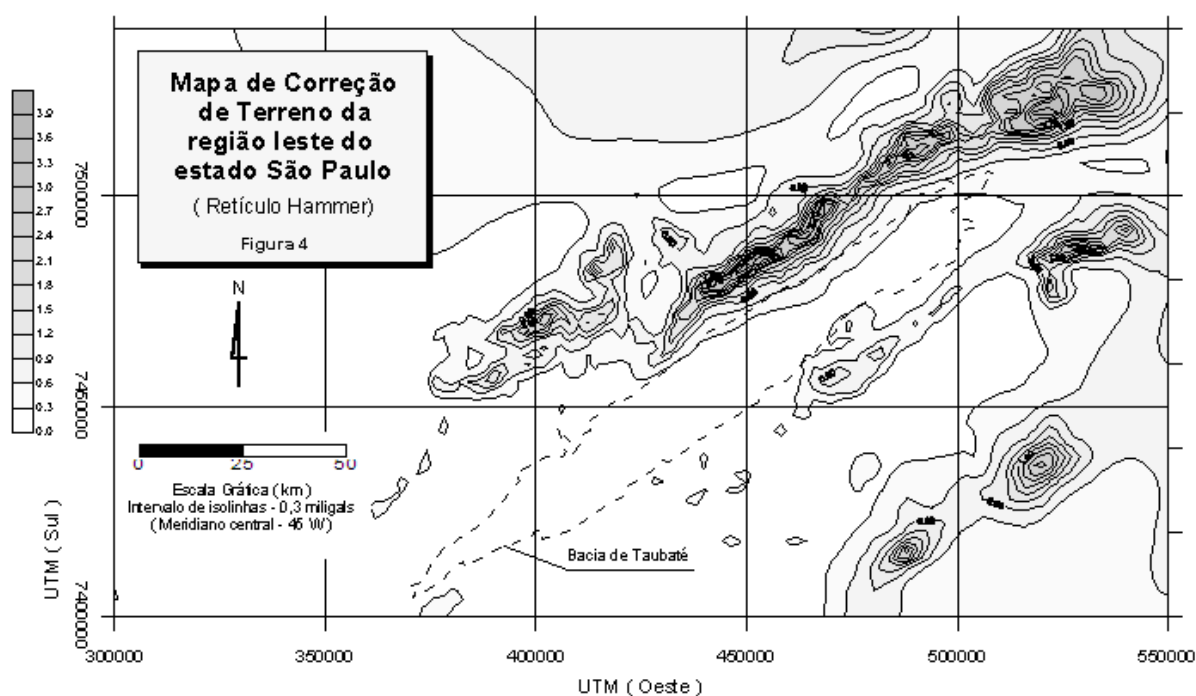 Mapa de Correção
de Terreno da
região leste do
estado São Paulo
( Retículo Hammer)
Figura 4
3.9
3.6
3.3
3.0
2.7
2.4
2.1
1.8
1.5
1.2
0.9
0.6
0.3
0.0
N
0 25 50
Escala Gráfica ( km )
Intervalo de isolinhas - 0,3 miligals
( Meridiano central - 45 W )
Bacia de Taubaté
UTM ( Sul )
7500000
7450000
7400000
300000 350000 400000 450000 500000 550000
UTM ( Oeste )